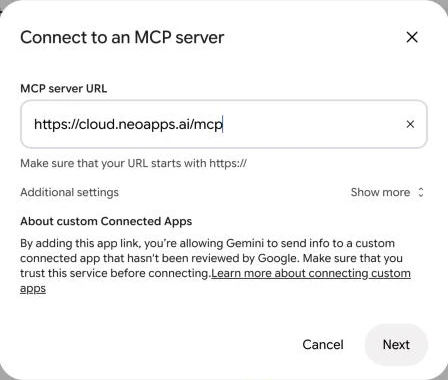 Connect to an MCP server
MCP server URL
https://cloud.neoapps.ai/mcp
Make sure that your URL starts with https://
Additional settings
Show more
About custom Connected Apps
By adding this app link, you're allowing Gemini to send info to a custom
connected app that hasn't been reviewed by Google. Make sure that you
trust this service before connecting.Learn more about connecting custom
apps
Cancel
Next